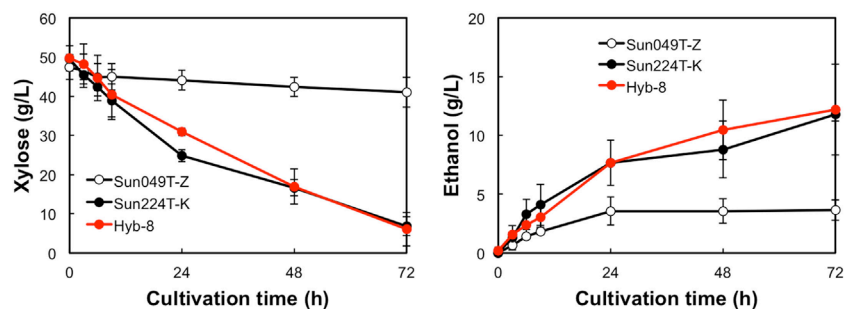 60
50
40
30
20
10
0
Xylose (g/L)
Sun049T-Z
Sun224T-K
Hyb-8
0 24 48 72
Cultivation time (h)
20
15
10
5
0
Ethanol (g/L)
Sun049T-Z
Sun224T-K
Hyb-8
0 24 48 72
Cultivation time (h)